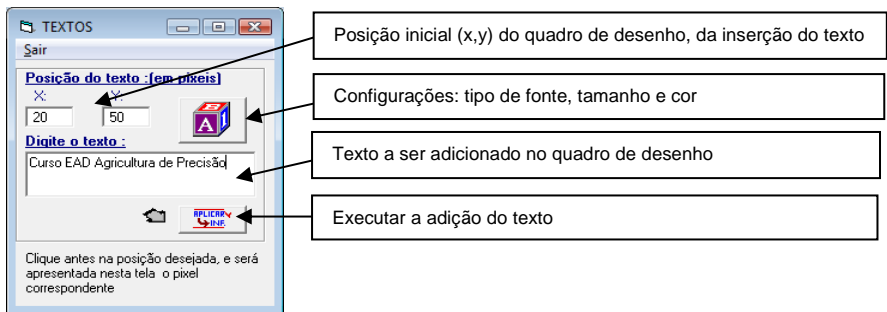 TEXTOS
Sair
Posição do texto :(em pixeis)
X: Y:
20 50
Digite o texto :
Curso EAD Agricultura de Precisão
A
APLICAR
INF.
Clique antes na posição desejada, e será
apresentada nesta tela o pixel
correspondente
Posição inicial (x,y) do quadro de desenho, da inserção do texto
Configurações: tipo de fonte, tamanho e cor
Texto a ser adicionado no quadro de desenho
Executar a adição do texto